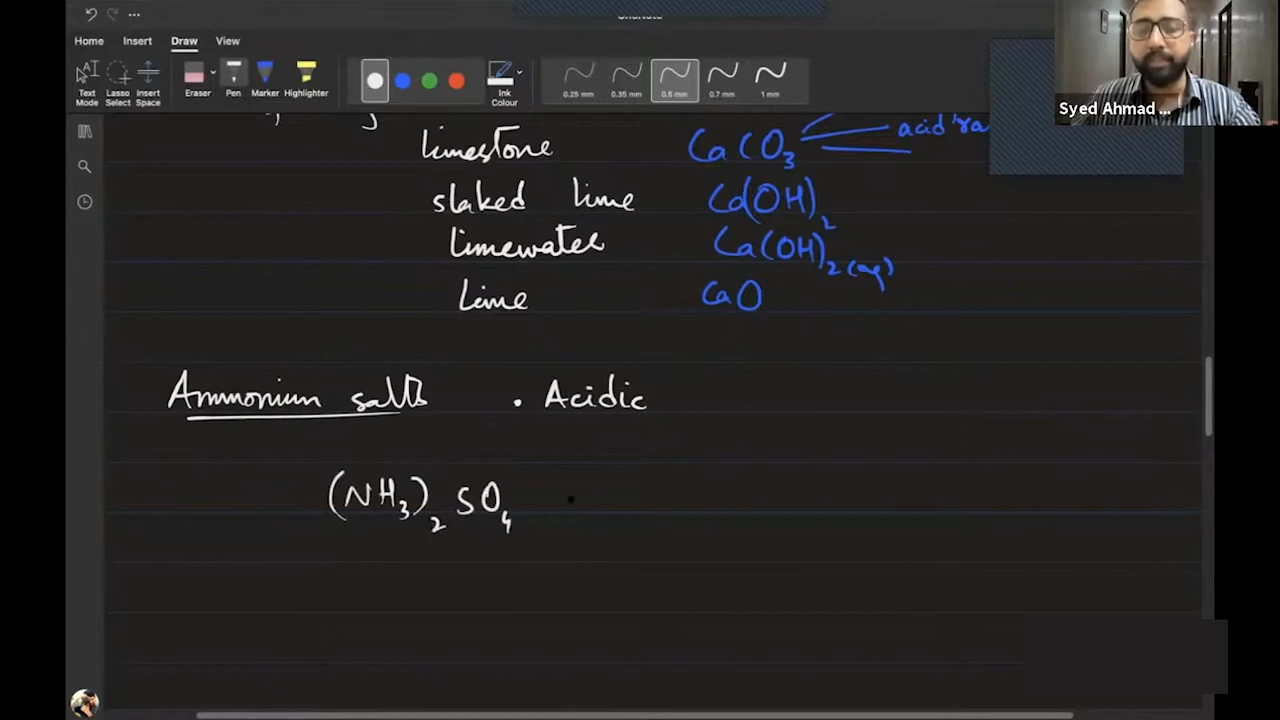 Home Insert Draw View
Text Mode Lasso Select Insert Space Eraser Pen Marker Highlighter Ink Colour 0.25 mm 0.35 mm 0.5 mm 0.7 mm 1 mm
Syed Ahmad ...
limestone CaCO3 acid
slaked lime Ca(OH)2
limewater Ca(OH)2(aq)
lime CaO
Ammonium salts . Acidic
(NH3)2 SO4